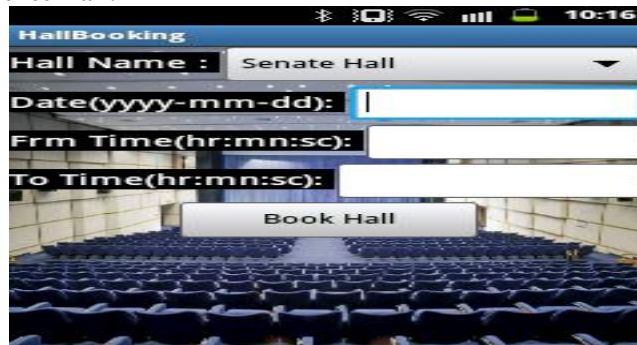 10:16
HallBooking
Hall Name : Senate Hall
Date(yyyy-mm-dd):
Frm Time(hr:mn:sc):
To Time(hr:mn:sc):
Book Hall